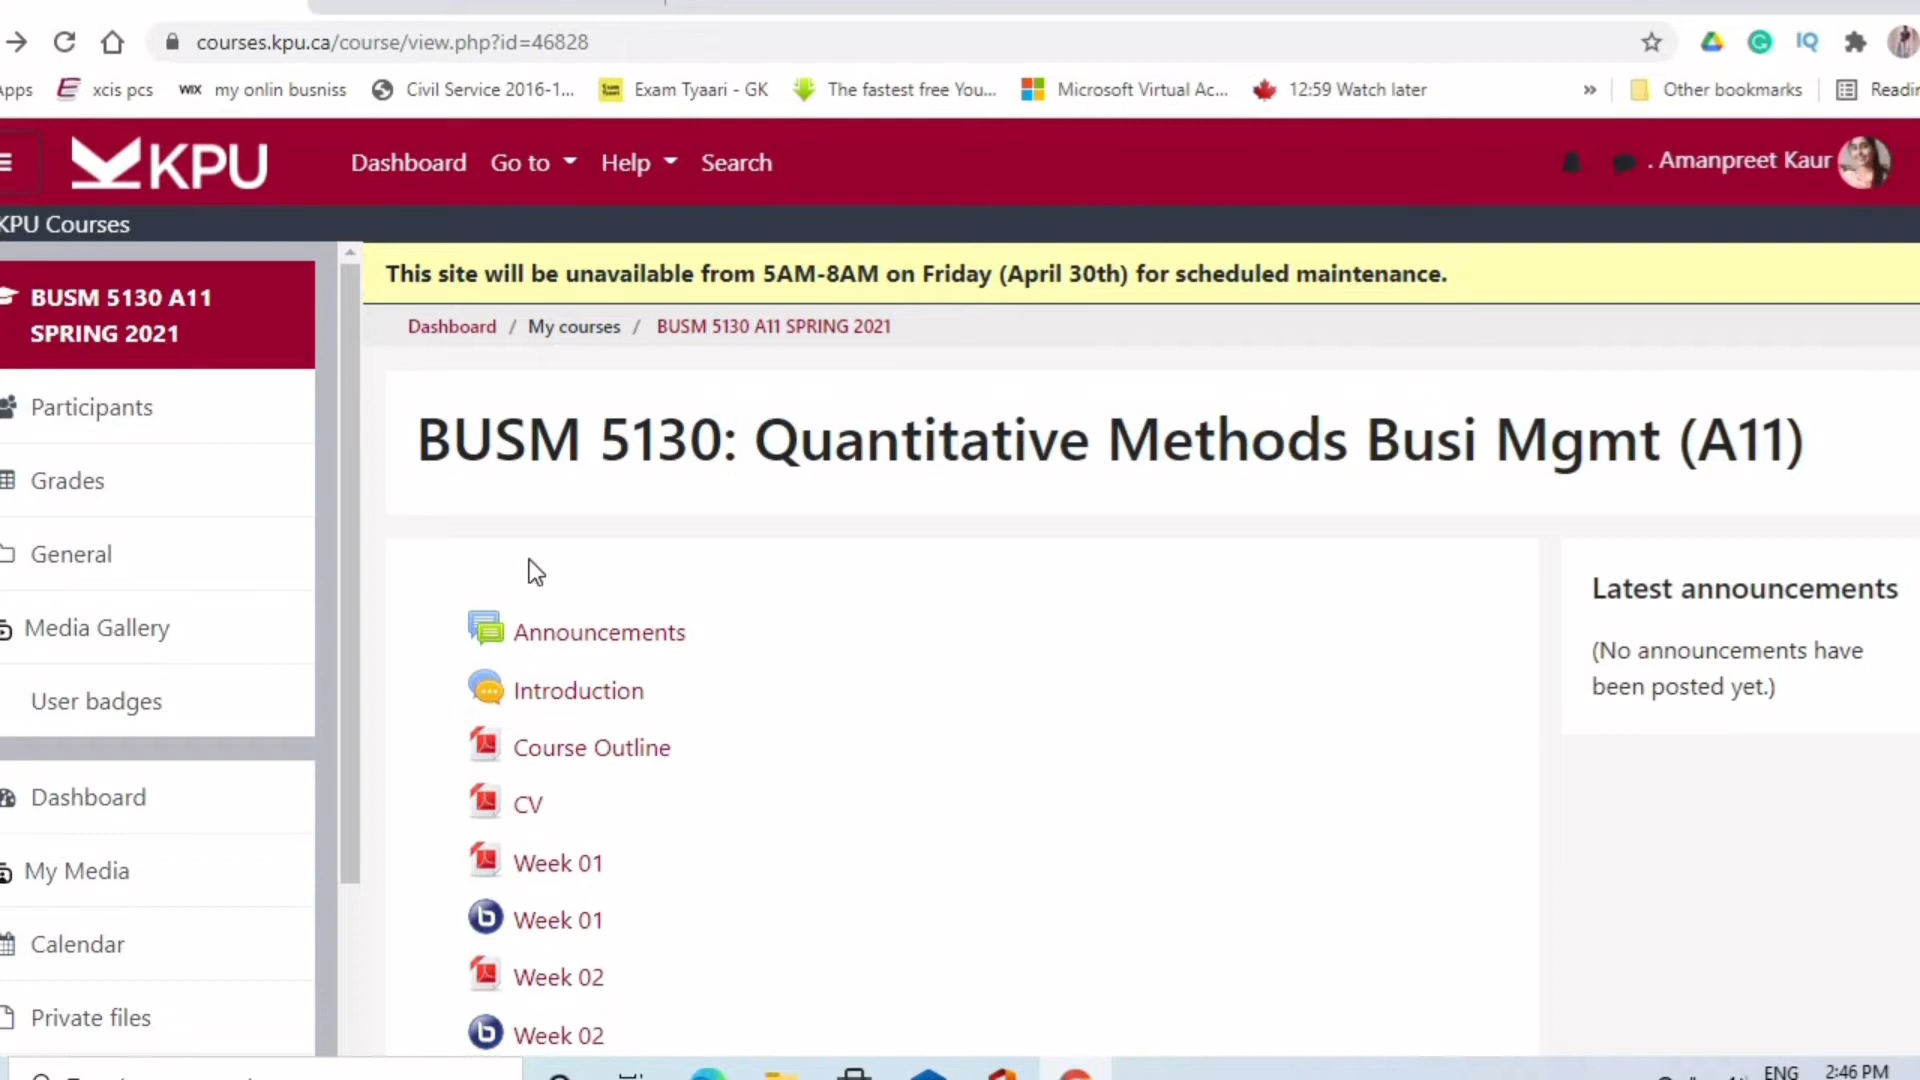 courses.kpu.ca/course/view.php?id=46828
IQ
xcis pcs
WIX my onlin busniss
Civil Service 2016-1...
Exam Tyaari - GK
The fastest free You...
Microsoft Virtual Ac...
12:59 Watch later
»
Other bookmarks
KPU
Dashboard
Go to
Help
Search
. Amanpreet Kaur
KPU Courses
BUSM 5130 A11
SPRING 2021
Participants
Grades
General
Media Gallery
User badges
Dashboard
My Media
Calendar
Private files
This site will be unavailable from 5AM-8AM on Friday (April 30th) for scheduled maintenance.
Dashboard / My courses / BUSM 5130 A11 SPRING 2021
BUSM 5130: Quantitative Methods Busi Mgmt (A11)
Announcements
Introduction
Course Outline
CV
Week 01
Week 01
Week 02
Week 02
Latest announcements
(No announcements have
been posted yet.)
ENG
2:46 PM